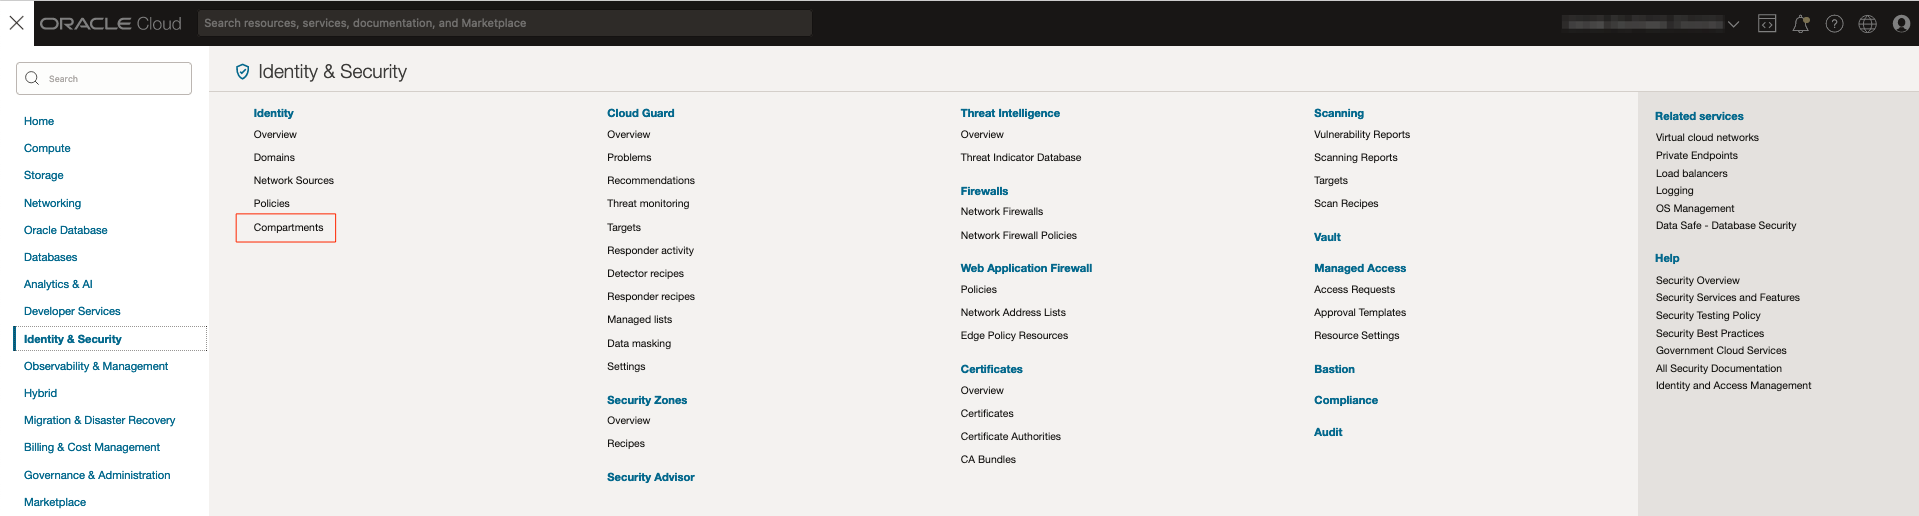 ORACLE Cloud
Search resources, services, documentation, and Marketplace
Search
Home
Compute
Storage
Networking
Oracle Database
Databases
Analytics & AI
Developer Services
Identity & Security
Observability & Management
Hybrid
Migration & Disaster Recovery
Billing & Cost Management
Governance & Administration
Marketplace
Identity & Security
Identity
Overview
Domains
Network Sources
Policies
Compartments
Cloud Guard
Overview
Problems
Recommendations
Threat monitoring
Targets
Responder activity
Detector recipes
Responder recipes
Managed lists
Data masking
Settings
Security Zones
Overview
Recipes
Security Advisor
Threat Intelligence
Overview
Threat Indicator Database
Firewalls
Network Firewalls
Network Firewall Policies
Web Application Firewall
Policies
Network Address Lists
Edge Policy Resources
Certificates
Overview
Certificates
Certificate Authorities
CA Bundles
Scanning
Vulnerability Reports
Scanning Reports
Targets
Scan Recipes
Vault
Managed Access
Access Requests
Approval Templates
Resource Settings
Bastion
Compliance
Audit
Related services
Virtual cloud networks
Private Endpoints
Load balancers
Logging
OS Management
Data Safe - Database Security
Help
Security Overview
Security Services and Features
Security Testing Policy
Security Best Practices
Government Cloud Services
All Security Documentation
Identity and Access Management